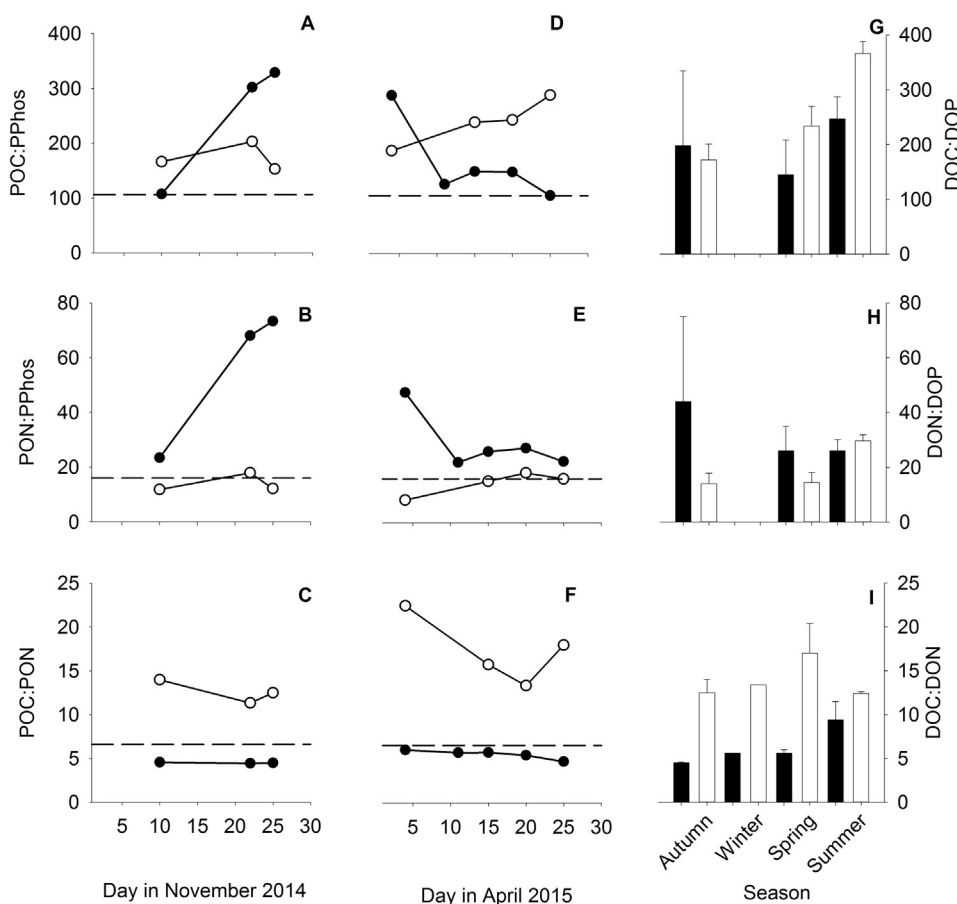 A
D
G
400
300
200
100
0
POC:PPhos
5 10 15 20 25 30
5 10 15 20 25 30
400
300
200
100
0
DOC:DOP
B
E
H
80
60
40
20
0
PON:PPhos
80
60
40
20
0
DON:DOP
C
F
I
25
20
15
10
5
0
POC:PON
25
20
15
10
5
0
DOC:DON
Autumn
Winter
Spring
Summer
Day in November 2014
Day in April 2015
Season